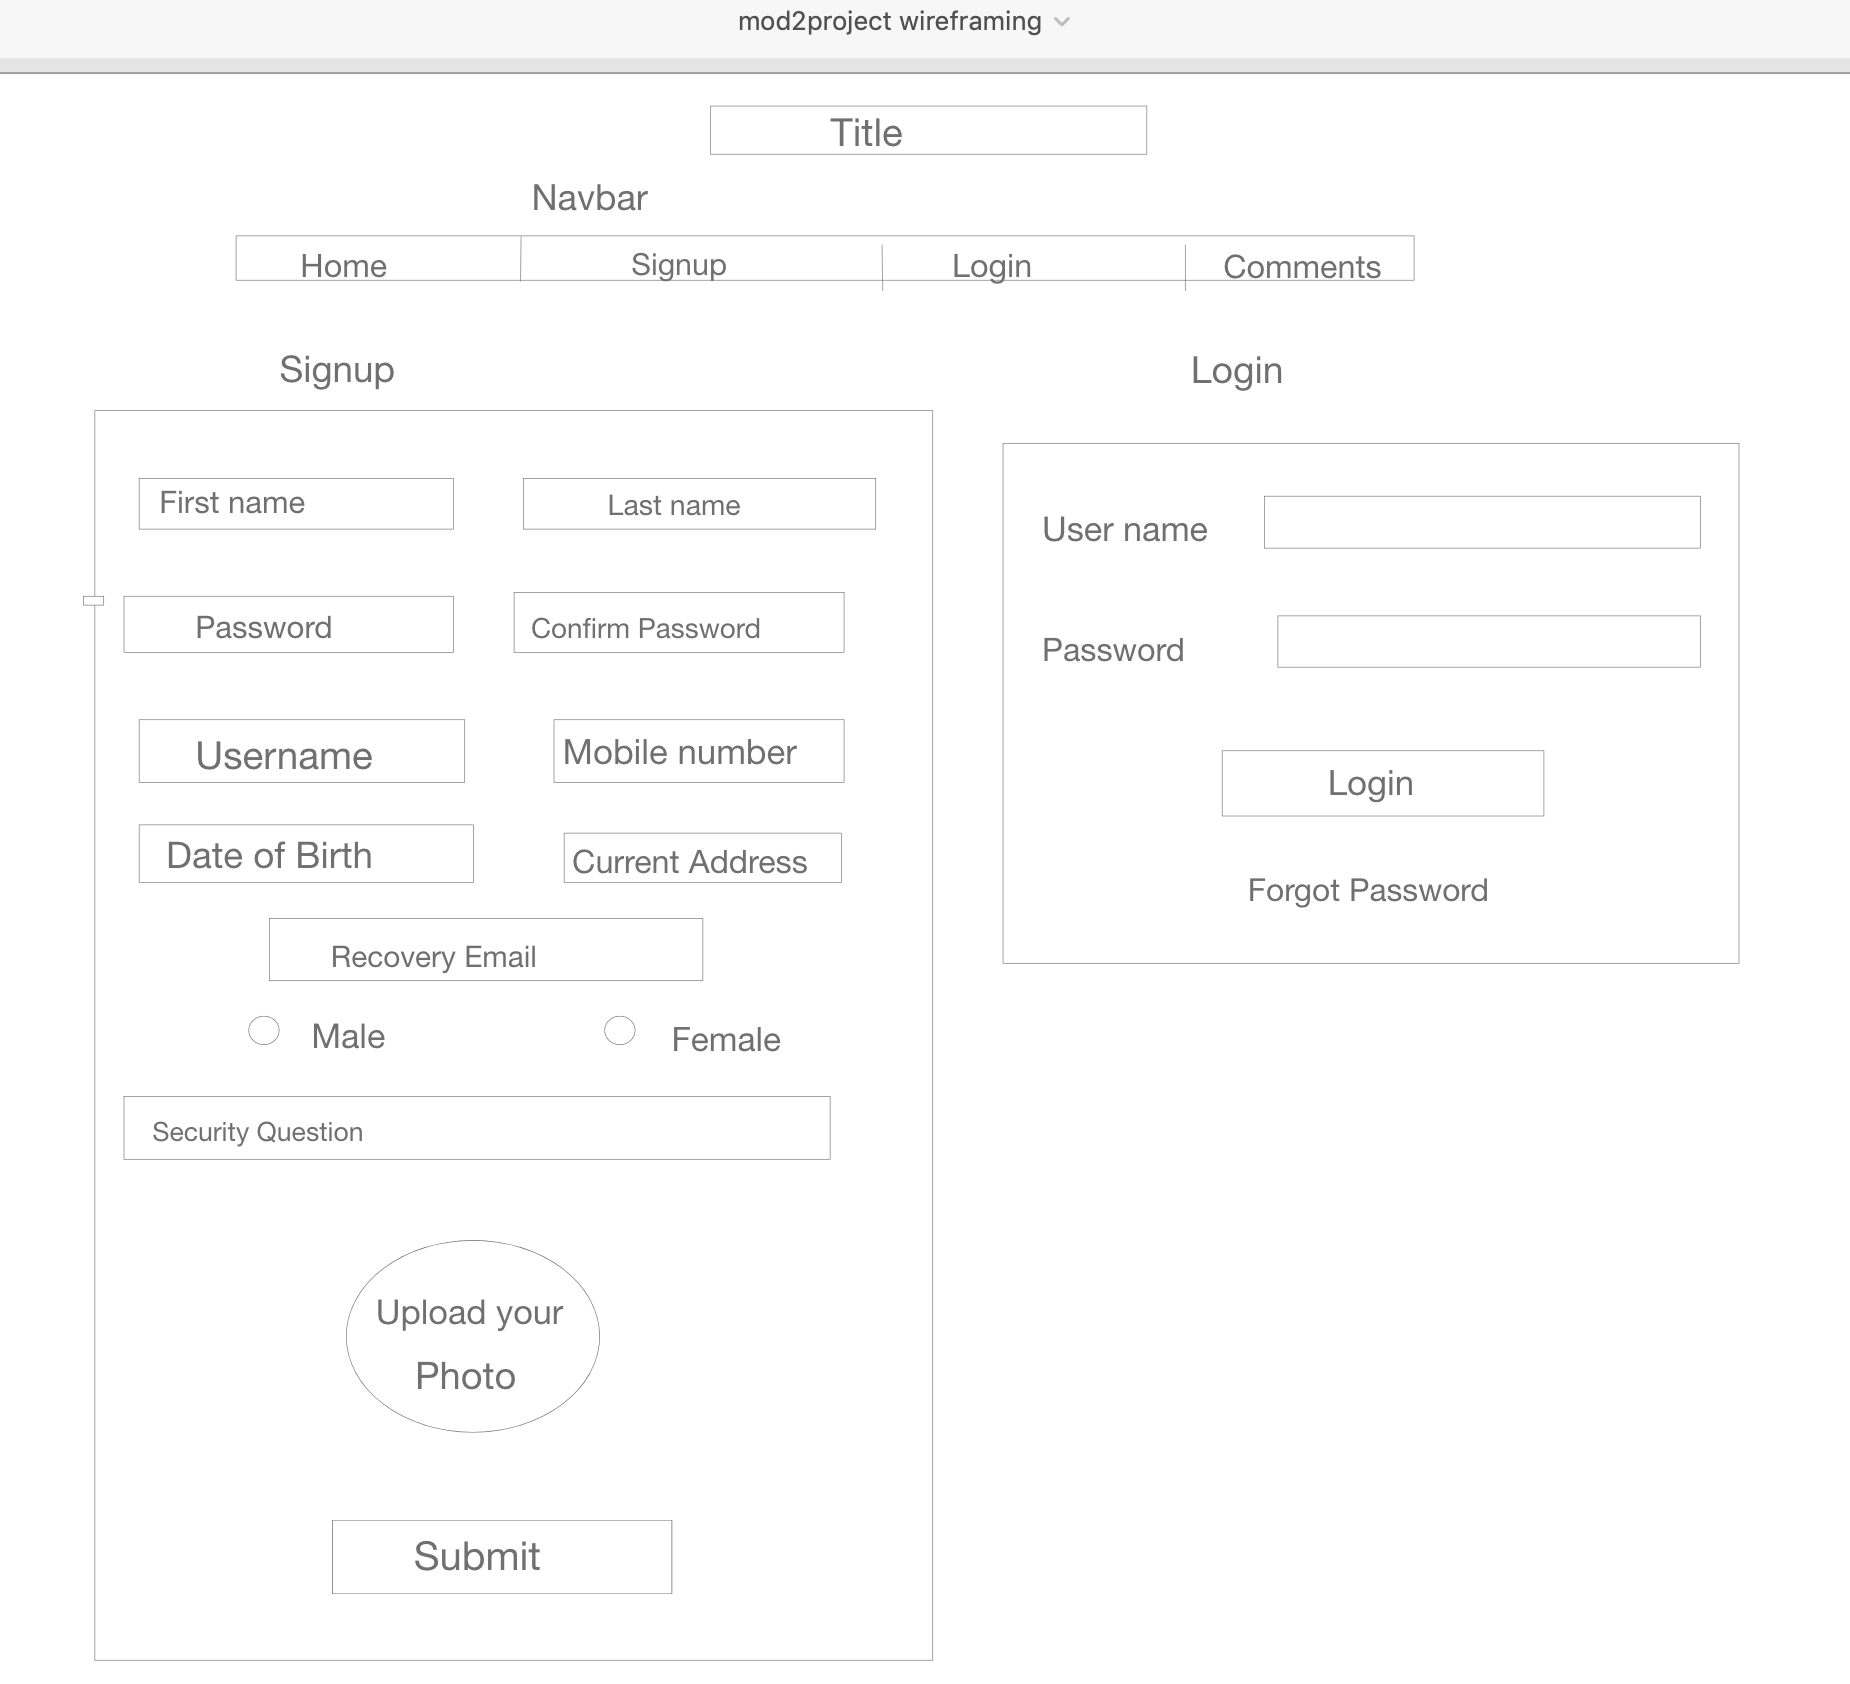 mod2project wireframing
Title
Navbar
Home Signup Login Comments
Signup
First name Last name
Password Confirm Password
Username Mobile number
Date of Birth Current Address
Recovery Email
Male Female
Security Question
Upload your
Photo
Submit
Login
User name
Password
Login
Forgot Password